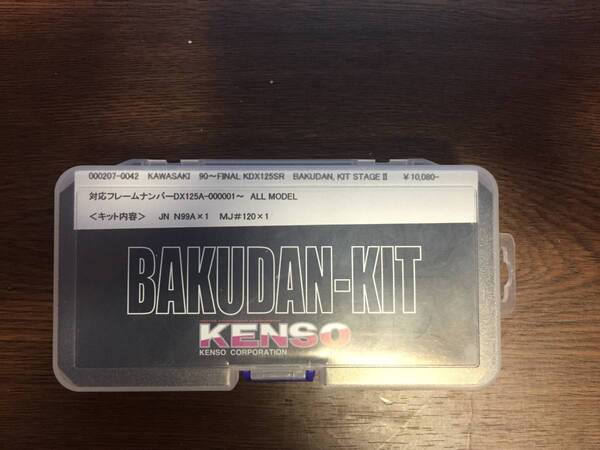 000207-0042 KAWASAKI 90～FINAL KDX125SR BAKUDAN, KIT STAGEⅡ ￥10,080-
対応フレームナンバーDX125A-000001～ ALL MODEL
＜キット内容＞ JN N99A×1 MJ#120×1
BAKUDAN-KIT
KENSO
KENSO CORPORATION